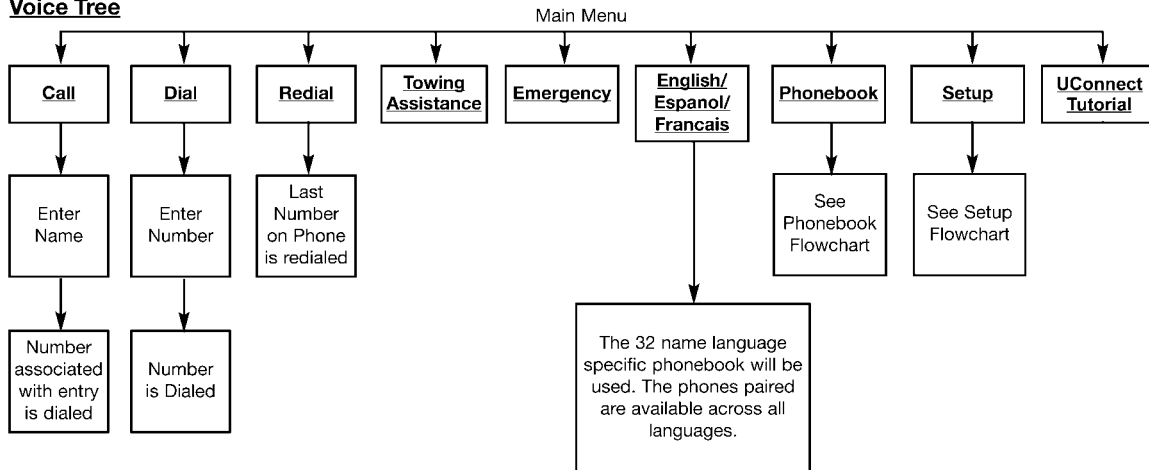 Voice Tree
Main Menu
Call
Dial
Redial
Towing
Assistance
Emergency
English/
Espanol/
Francais
Phonebook
Setup
UConnect
Tutorial
Enter
Name
Enter
Number
Last
Number
on Phone
is redialed
See
Phonebook
Flowchart
See Setup
Flowchart
Number
associated
with entry
is dialed
Number
is Dialed
The 32 name language
specific phonebook will be
used. The phones paired
are available across all
languages.